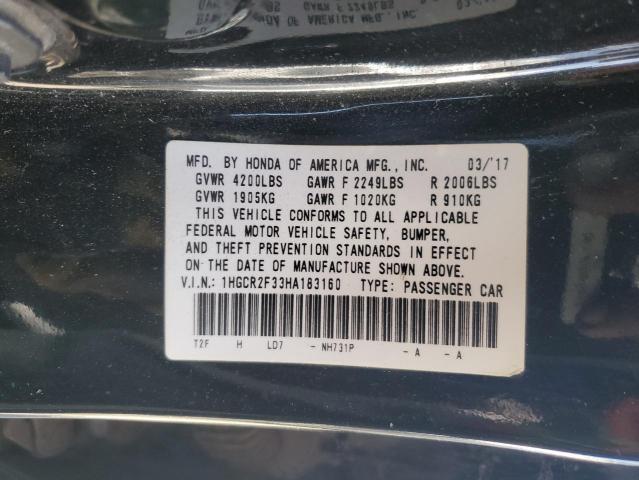 MFD. BY HONDA OF AMERICA MFG., INC. 03/'17
GVWR 4200LBS GAWR F 2249LBS R 2006LBS
GVWR 1905KG GAWR F 1020KG R 910KG
THIS VEHICLE CONFORMS TO ALL APPLICABLE
FEDERAL MOTOR VEHICLE SAFETY, BUMPER,
AND THEFT PREVENTION STANDARDS IN EFFECT
ON THE DATE OF MANUFACTURE SHOWN ABOVE.
V.I.N.: 1HGCR2F33HA183160 TYPE: PASSENGER CAR
T2F H LD7 - NH731P - A - A